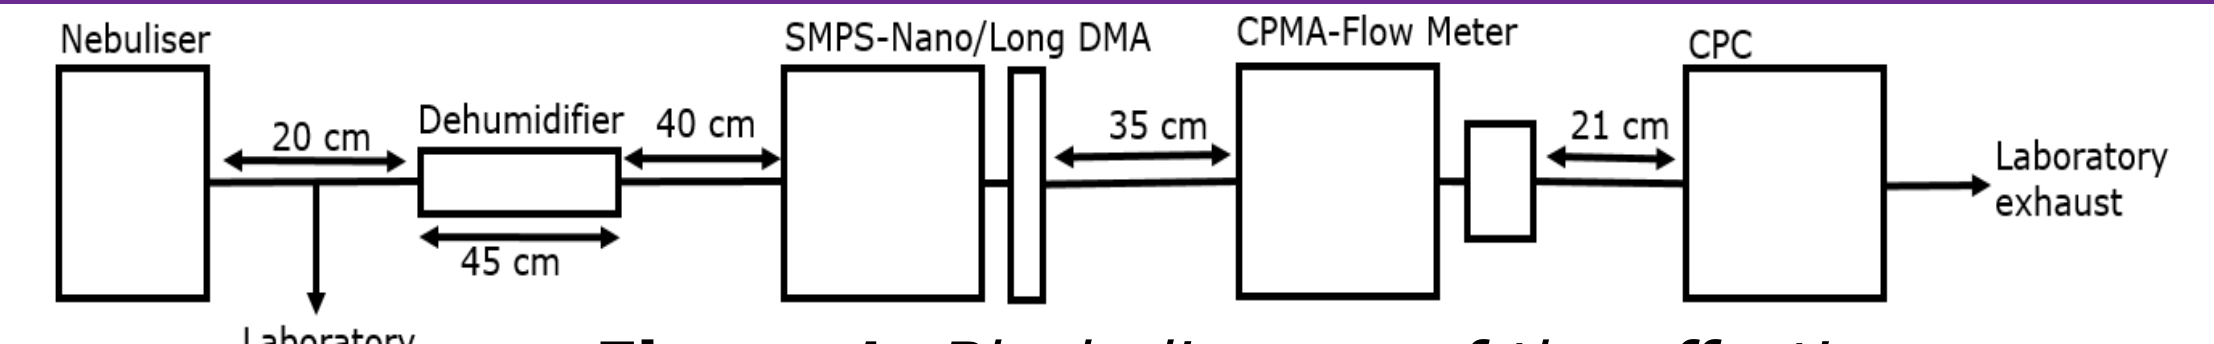 Nebuliser
SMPS-Nano/Long DMA
CPMA-Flow Meter
CPC
20 cm
Dehumidifier
40 cm
35 cm
21 cm
45 cm
Laboratory
exhaust
Laboratory